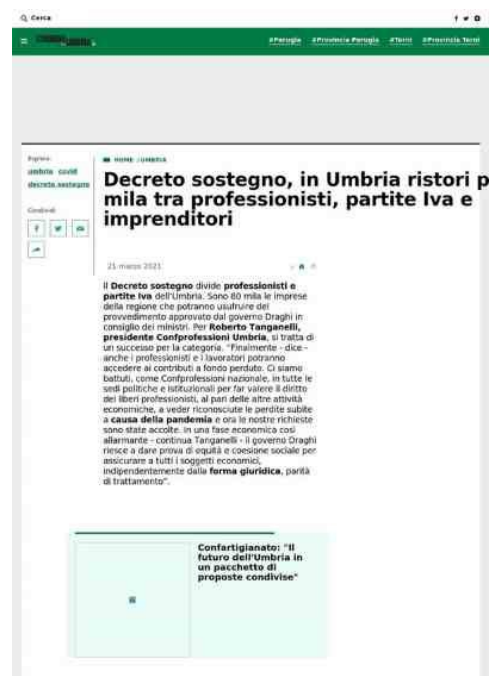 Cerca
#Perugia #Provincia Perugia #Terni #Provincia Terni
Esplora:
umbria covid
decreto sostegno
Condividi:
HOME /UMBRIA
Decreto sostegno, in Umbria ristori p
mila tra professionisti, partite Iva e
imprenditori
21 marzo 2021
Il Decreto sostegno divide professionisti e
partite Iva dell'Umbria. Sono 60 mila le imprese
della regione che potranno usufruire del
provvedimento approvato dal governo Draghi in
consiglio dei ministri. Per Roberto Tanganelli,
presidente Confprofessioni Umbria, si tratta di
un successo per la categoria. "Finalmente - dice -
anche i professionisti e i lavoratori potranno
accedere ai contributi a fondo perduto. Ci siamo
battuti, come Confprofessioni nazionale, in tutte le
sedi politiche e istituzionali per far valere il diritto
dei liberi professionisti, al pari delle altre attività
economiche, a veder riconosciute le perdite subite
a causa della pandemia e ora le nostre richieste
sono state accolte. In una fase economica così
allarmante - continua Tanganelli - il governo Draghi
riesce a dare prova di equità e coesione sociale per
assicurare a tutti i soggetti economici,
indipendentemente dalla forma giuridica, parità
di trattamento".
Confartigianato: "Il
futuro dell'Umbria in
un pacchetto di
proposte condivise"